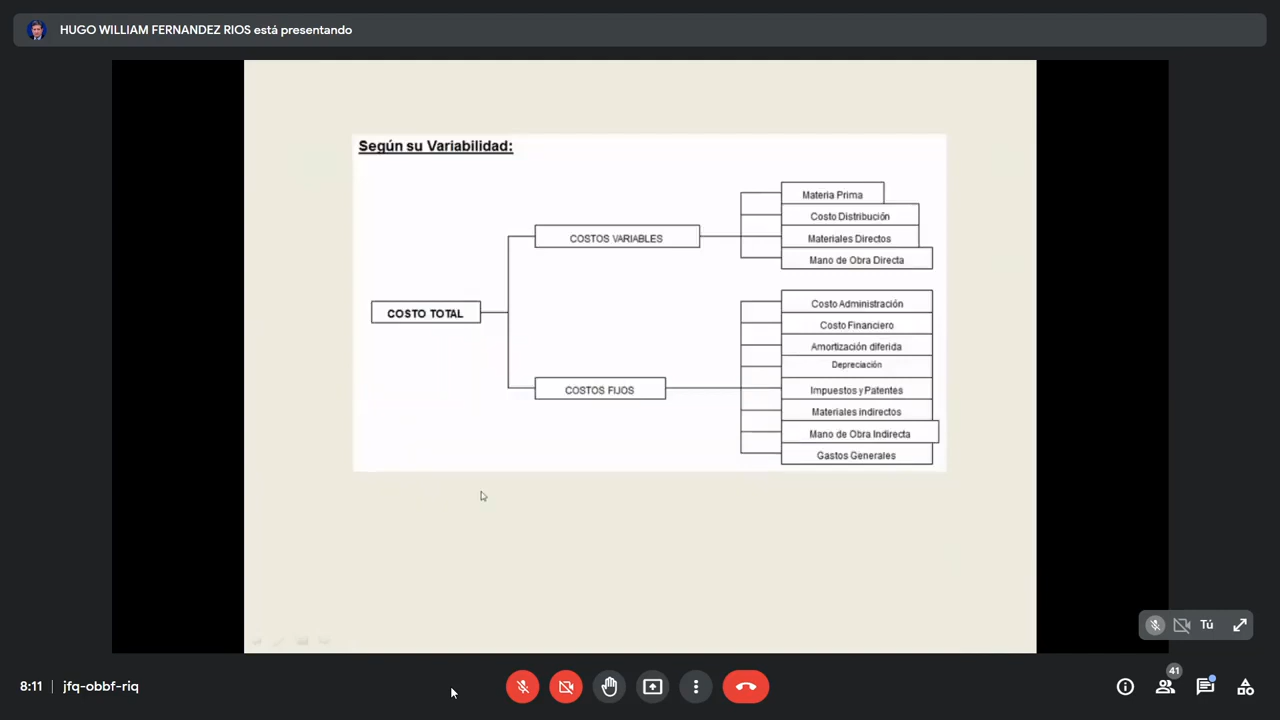 HUGO WILLIAM FERNANDEZ RIOS está presentando
Según su Variabilidad:
COSTO TOTAL
COSTOS VARIABLES
Materia Prima
Costo Distribución
Materiales Directos
Mano de Obra Directa
COSTOS FIJOS
Costo Administración
Costo Financiero
Amortización diferida
Depreciación
Impuestos y Patentes
Materiales indirectos
Mano de Obra Indirecta
Gastos Generales
Tú
8:11 | jfq-obbf-riq
41